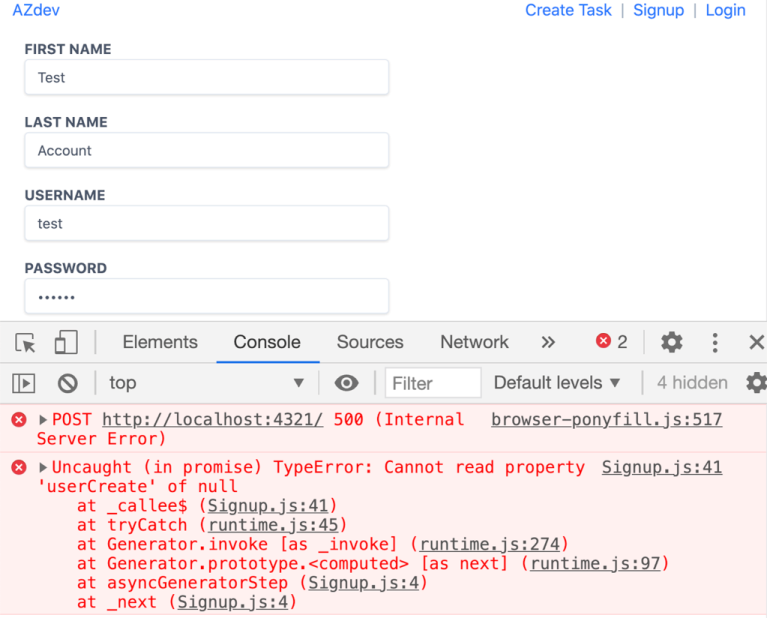 AZdev Create Task | Signup | Login
FIRST NAME
Test
LAST NAME
Account
USERNAME
test
PASSWORD
••••••
Elements Console Sources Network » 2
top ▼ Filter Default levels ▼ 4 hidden
▶POST http://localhost:4321/ 500 (Internal browser-ponyfill.js:517
Server Error)
▶Uncaught (in promise) TypeError: Cannot read property Signup.js:41
'userCreate' of null
at _callee$ (Signup.js:41)
at tryCatch (runtime.js:45)
at Generator.invoke [as _invoke] (runtime.js:274)
at Generator.prototype.<computed> [as next] (runtime.js:97)
at asyncGeneratorStep (Signup.js:4)
at _next (Signup.js:4)